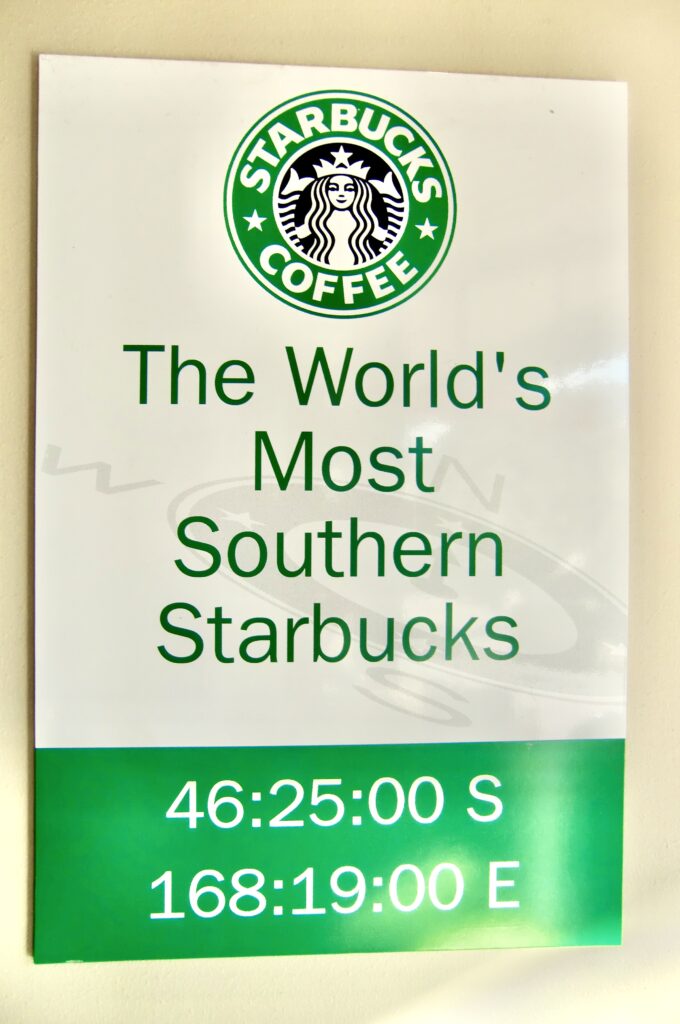 STARBUCKS
COFFEE
The World's
Most
Southern
Starbucks
W
N
S
46:25:00 S
168:19:00 E